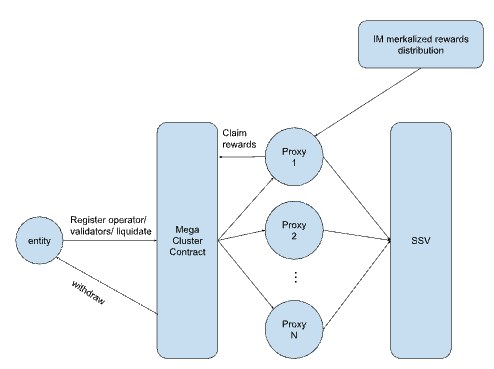 IM merkalized rewards
distribution
Claim
rewards
Proxy
1
Register operator/
validators/ liquidate
entity
Mega
Cluster
Contract
Proxy
2
SSV
withdraw
Proxy
N